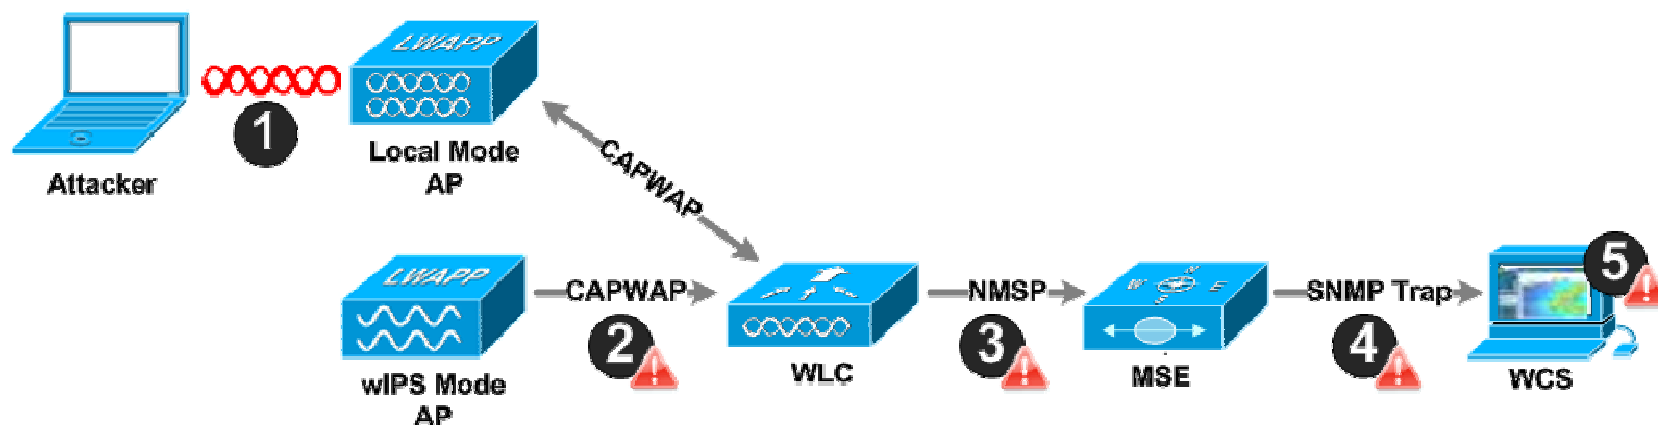 LWAPP
1
Attacker
Local Mode
AP
CAPWAP
LWAPP
wIPS Mode
AP
CAPWAP
2
!
WLC
NMSP
3
!
N
W
E
S
MSE
SNMP Trap
4
!
5
!
WCS